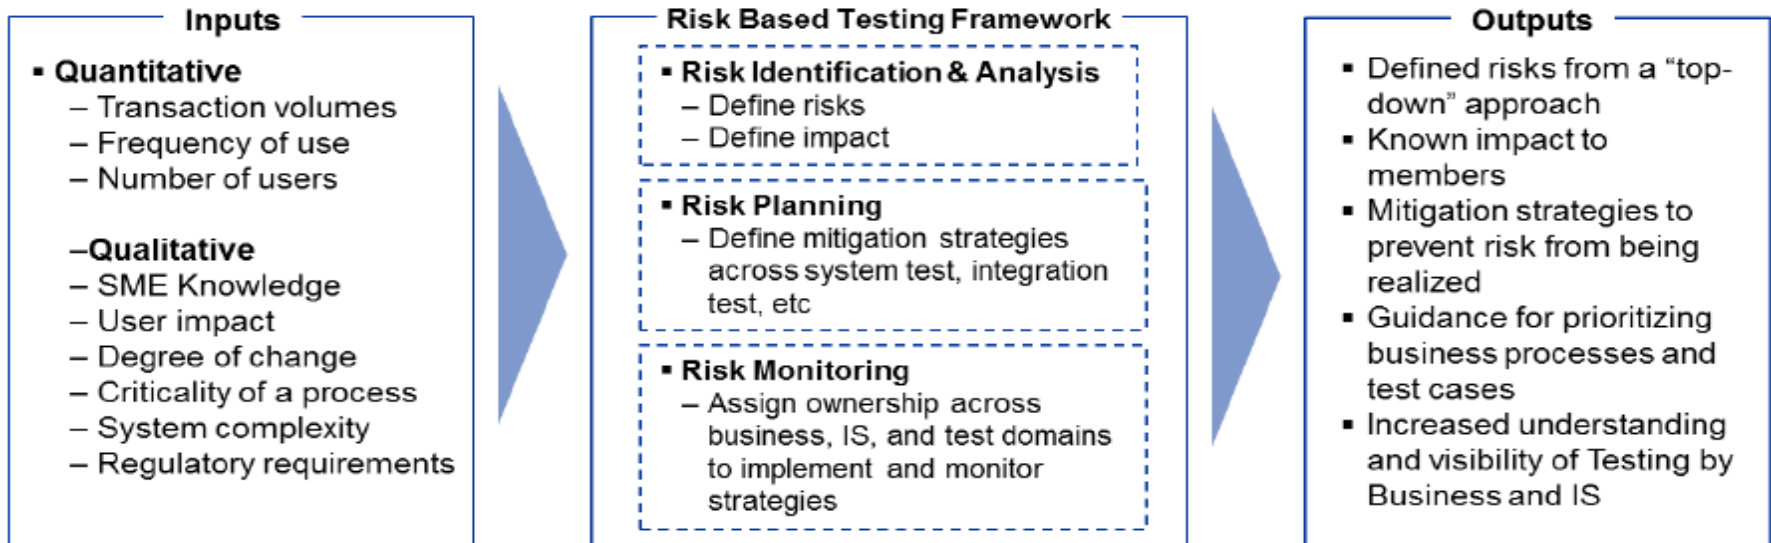 Inputs
▪ Quantitative
– Transaction volumes
– Frequency of use
– Number of users
–Qualitative
– SME Knowledge
– User impact
– Degree of change
– Criticality of a process
– System complexity
– Regulatory requirements
Risk Based Testing Framework
▪ Risk Identification & Analysis
– Define risks
– Define impact
▪ Risk Planning
– Define mitigation strategies
across system test, integration
test, etc
▪ Risk Monitoring
– Assign ownership across
business, IS, and test domains
to implement and monitor
strategies
Outputs
▪ Defined risks from a “top-
down” approach
▪ Known impact to
members
▪ Mitigation strategies to
prevent risk from being
realized
▪ Guidance for prioritizing
business processes and
test cases
▪ Increased understanding
and visibility of Testing by
Business and IS